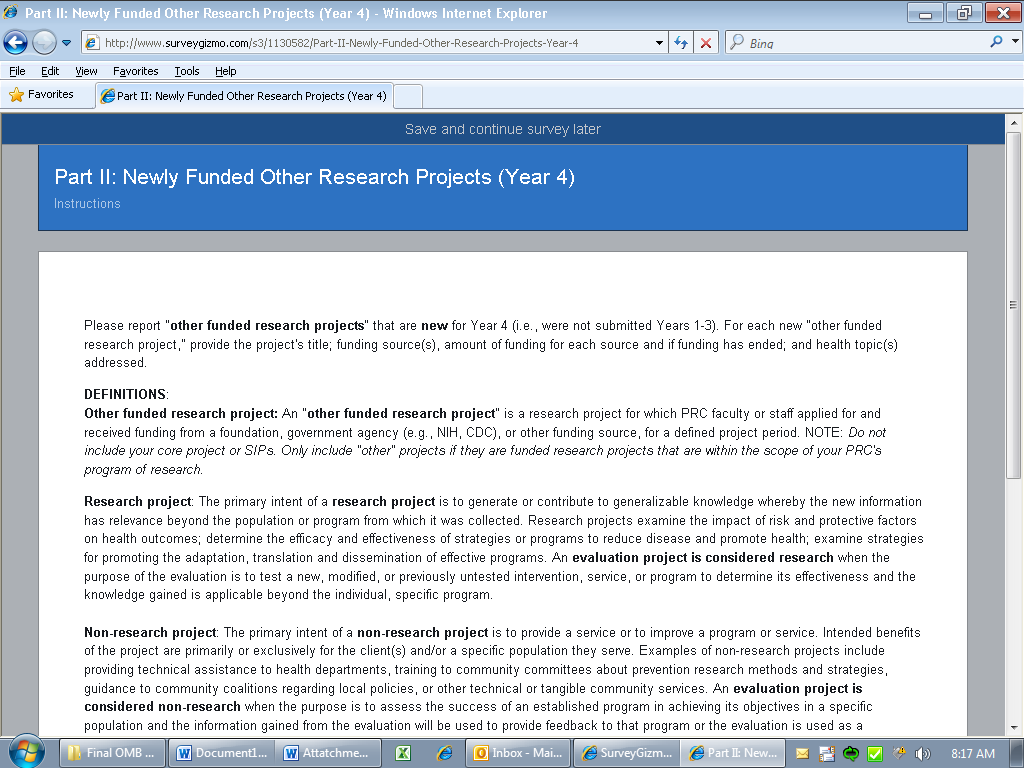 Part II: Newly Funded Other Research Projects (Year 4) - Windows Internet Explorer
http://www.surveygizmo.com/s3/1130582/Part-II-Newly-Funded-Other-Research-Projects-Year-4
Bing
File Edit View Favorites Tools Help
Favorites
Part II: Newly Funded Other Research Projects (Year 4)
Save and continue survey later
Part II: Newly Funded Other Research Projects (Year 4)
Instructions
Please report "other funded research projects" that are new for Year 4 (i.e., were not submitted Years 1-3). For each new "other funded
research project," provide the project's title; funding source(s), amount of funding for each source and if funding has ended; and health topic(s)
addressed.
DEFINITIONS:
Other funded research project: An "other funded research project" is a research project for which PRC faculty or staff applied for and
received funding from a foundation, government agency (e.g., NIH, CDC), or other funding source, for a defined project period. NOTE: Do not
include your core project or SIPs. Only include "other" projects if they are funded research projects that are within the scope of your PRC's
program of research.
Research project: The primary intent of a research project is to generate or contribute to generalizable knowledge whereby the new information
has relevance beyond the population or program from which it was collected. Research projects examine the impact of risk and protective factors
on health outcomes; determine the efficacy and effectiveness of strategies or programs to reduce disease and promote health; examine strategies
for promoting the adaptation, translation and dissemination of effective programs. An evaluation project is considered research when the
purpose of the evaluation is to test a new, modified, or previously untested intervention, service, or program to determine its effectiveness and the
knowledge gained is applicable beyond the individual, specific program.
Non-research project: The primary intent of a non-research project is to provide a service or to improve a program or service. Intended benefits
of the project are primarily or exclusively for the client(s) and/or a specific population they serve. Examples of non-research projects include
providing technical assistance to health departments, training to community committees about prevention research methods and strategies,
guidance to community coalitions regarding local policies, or other technical or tangible community services. An evaluation project is
considered non-research when the purpose is to assess the success of an established program in achieving its objectives in a specific
population and the information gained from the evaluation will be used to provide feedback to that program or the evaluation is used as a
Final OMB ... Document1... Attatchme... Inbox - Mai... SurveyGizm... Part II: New... 8:17 AM